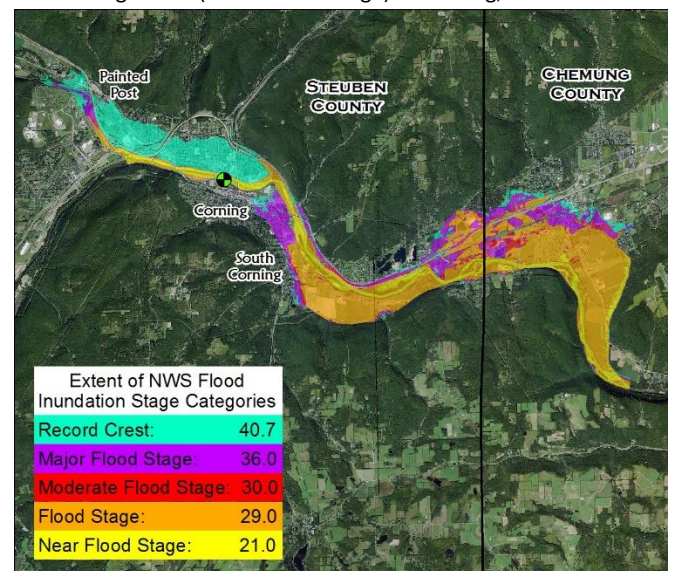 Painted
Post
STEUBEN
COUNTY
CHEMUNG
COUNTY
Corning
South
Corning
Extent of NWS Flood
Inundation Stage Categories
Record Crest: 40.7
Major Flood Stage: 36.0
Moderate Flood Stage: 30.0
Flood Stage: 29.0
Near Flood Stage: 21.0